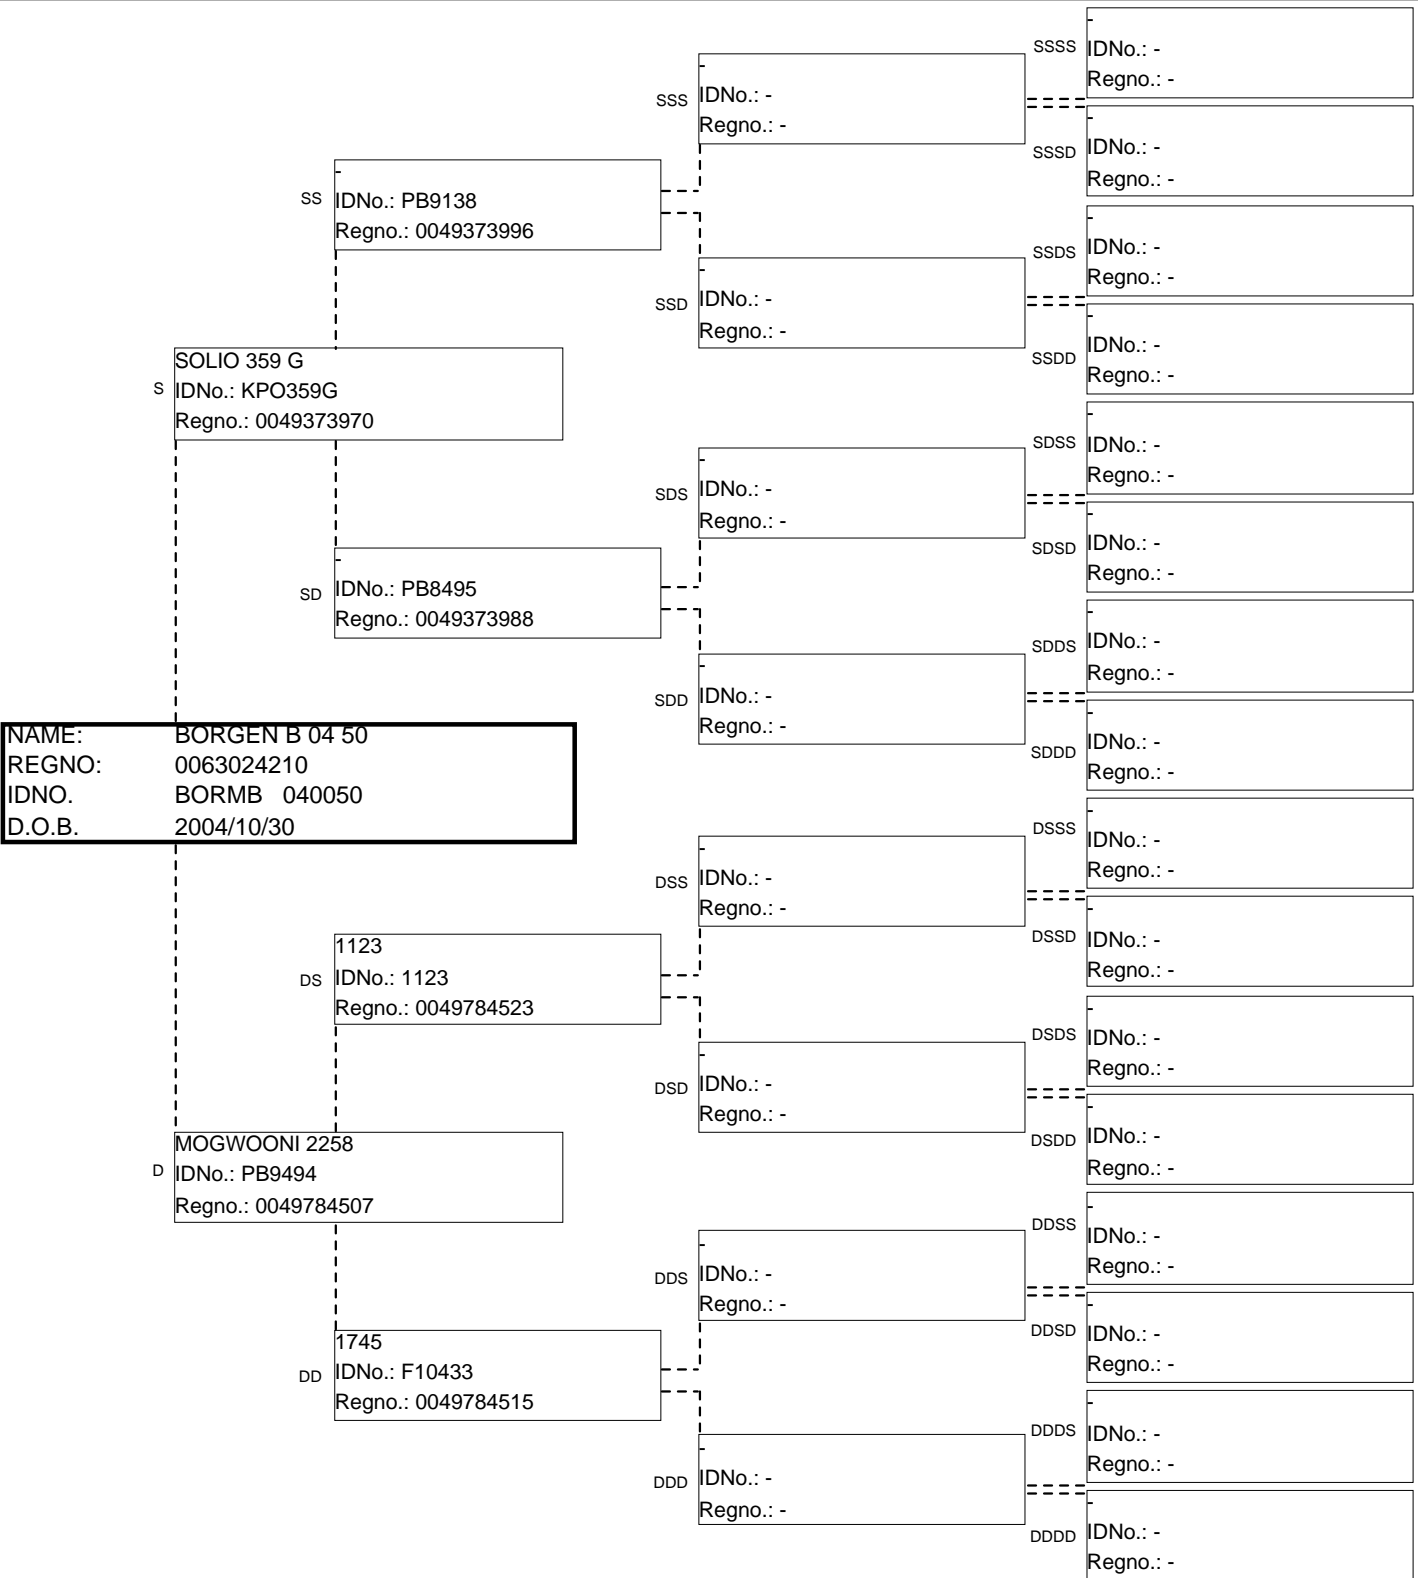 SSSS
-
IDNo.: -
Regno.: -
SSS
-
IDNo.: -
Regno.: -
SSSD
-
IDNo.: -
Regno.: -
SS
-
IDNo.: PB9138
Regno.: 0049373996
SSDS
-
IDNo.: -
Regno.: -
SSD
-
IDNo.: -
Regno.: -
SSDD
-
IDNo.: -
Regno.: -
S
SOLIO 359 G
IDNo.: KPO359G
Regno.: 0049373970
SDSS
-
IDNo.: -
Regno.: -
SDS
-
IDNo.: -
Regno.: -
SDSD
-
IDNo.: -
Regno.: -
SD
-
IDNo.: PB8495
Regno.: 0049373988
SDDS
-
IDNo.: -
Regno.: -
SDD
-
IDNo.: -
Regno.: -
SDDD
-
IDNo.: -
Regno.: -
NAME: BORGEN B 04 50
REGNO: 0063024210
IDNO. BORMB 040050
D.O.B. 2004/10/30
DSSS
-
IDNo.: -
Regno.: -
DSS
-
IDNo.: -
Regno.: -
DSSD
-
IDNo.: -
Regno.: -
DS
1123
IDNo.: 1123
Regno.: 0049784523
DSDS
-
IDNo.: -
Regno.: -
DSD
-
IDNo.: -
Regno.: -
DSDD
-
IDNo.: -
Regno.: -
D
MOGWOONI 2258
IDNo.: PB9494
Regno.: 0049784507
DDSS
-
IDNo.: -
Regno.: -
DDS
-
IDNo.: -
Regno.: -
DDSD
-
IDNo.: -
Regno.: -
DD
1745
IDNo.: F10433
Regno.: 0049784515
DDDS
-
IDNo.: -
Regno.: -
DDD
-
IDNo.: -
Regno.: -
DDDD
-
IDNo.: -
Regno.: -